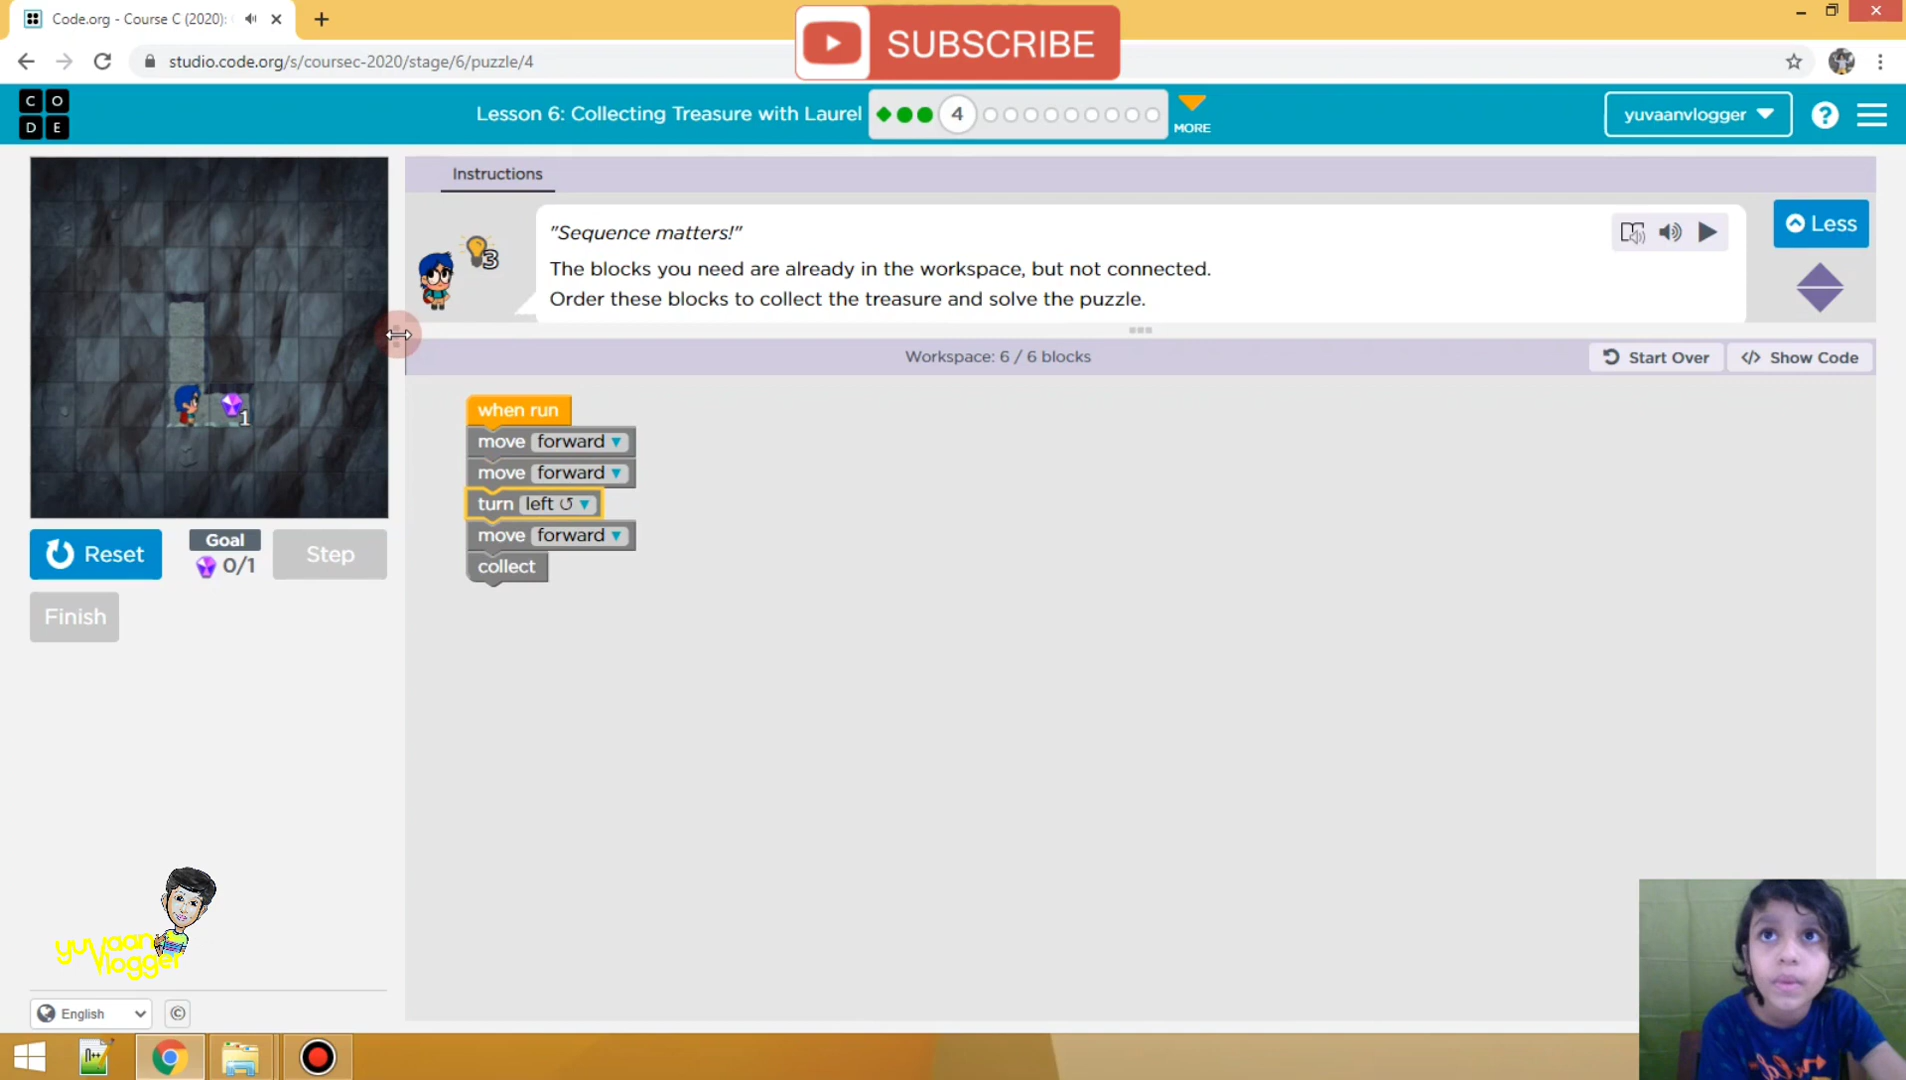 Code.org - Course C (2020):
SUBSCRIBE
studio.code.org/s/coursec-2020/stage/6/puzzle/4
C O
D E
Lesson 6: Collecting Treasure with Laurel
4
MORE
yuvaanvlogger
?
Instructions
3
"Sequence matters!"
The blocks you need are already in the workspace, but not connected.
Order these blocks to collect the treasure and solve the puzzle.
Less
Workspace: 6 / 6 blocks
Start Over
</> Show Code
when run
move forward
move forward
turn left
move forward
collect
1
Reset
Goal
0/1
Step
Finish
yuvaan
vlogger
English
©